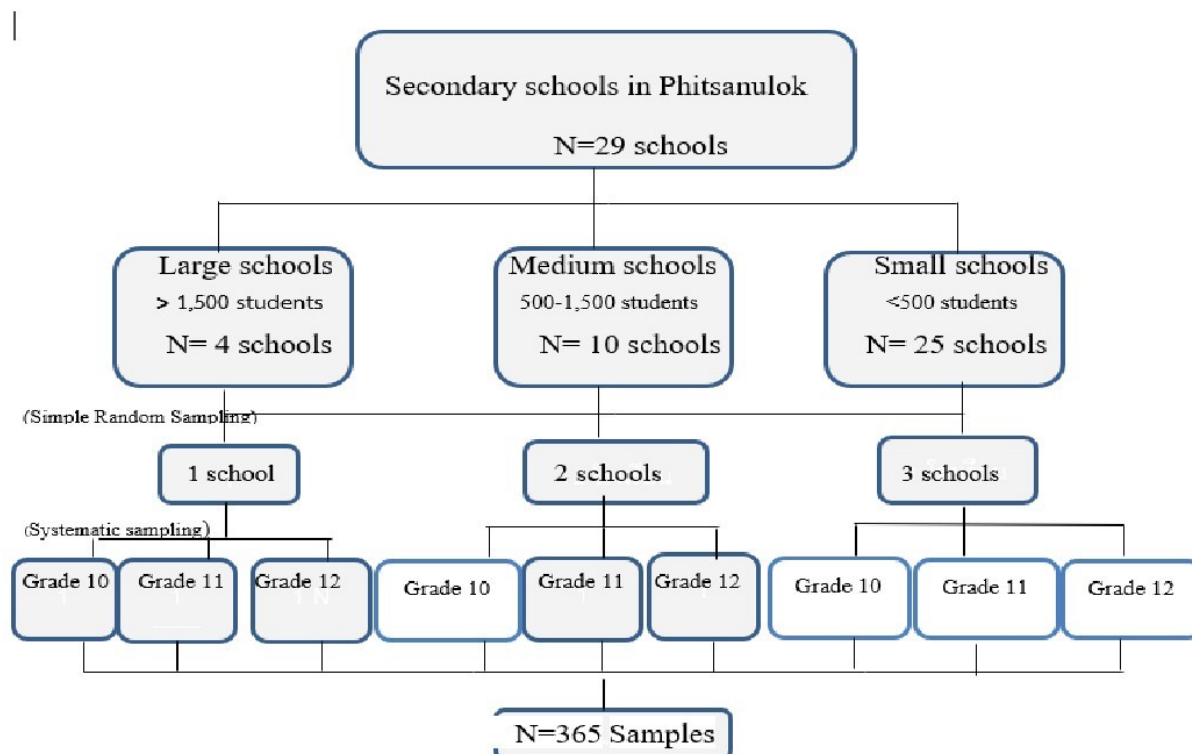 Secondary schools in Phitsanulok
N=29 schools
Large schools
> 1,500 students
N= 4 schools
Medium schools
500-1,500 students
N= 10 schools
Small schools
<500 students
N= 25 schools
(Simple Random Sampling)
1 school
2 schools
3 schools
(Systematic sampling)
Grade 10
Grade 11
Grade 12
Grade 10
Grade 11
Grade 12
Grade 10
Grade 11
Grade 12
N=365 Samples